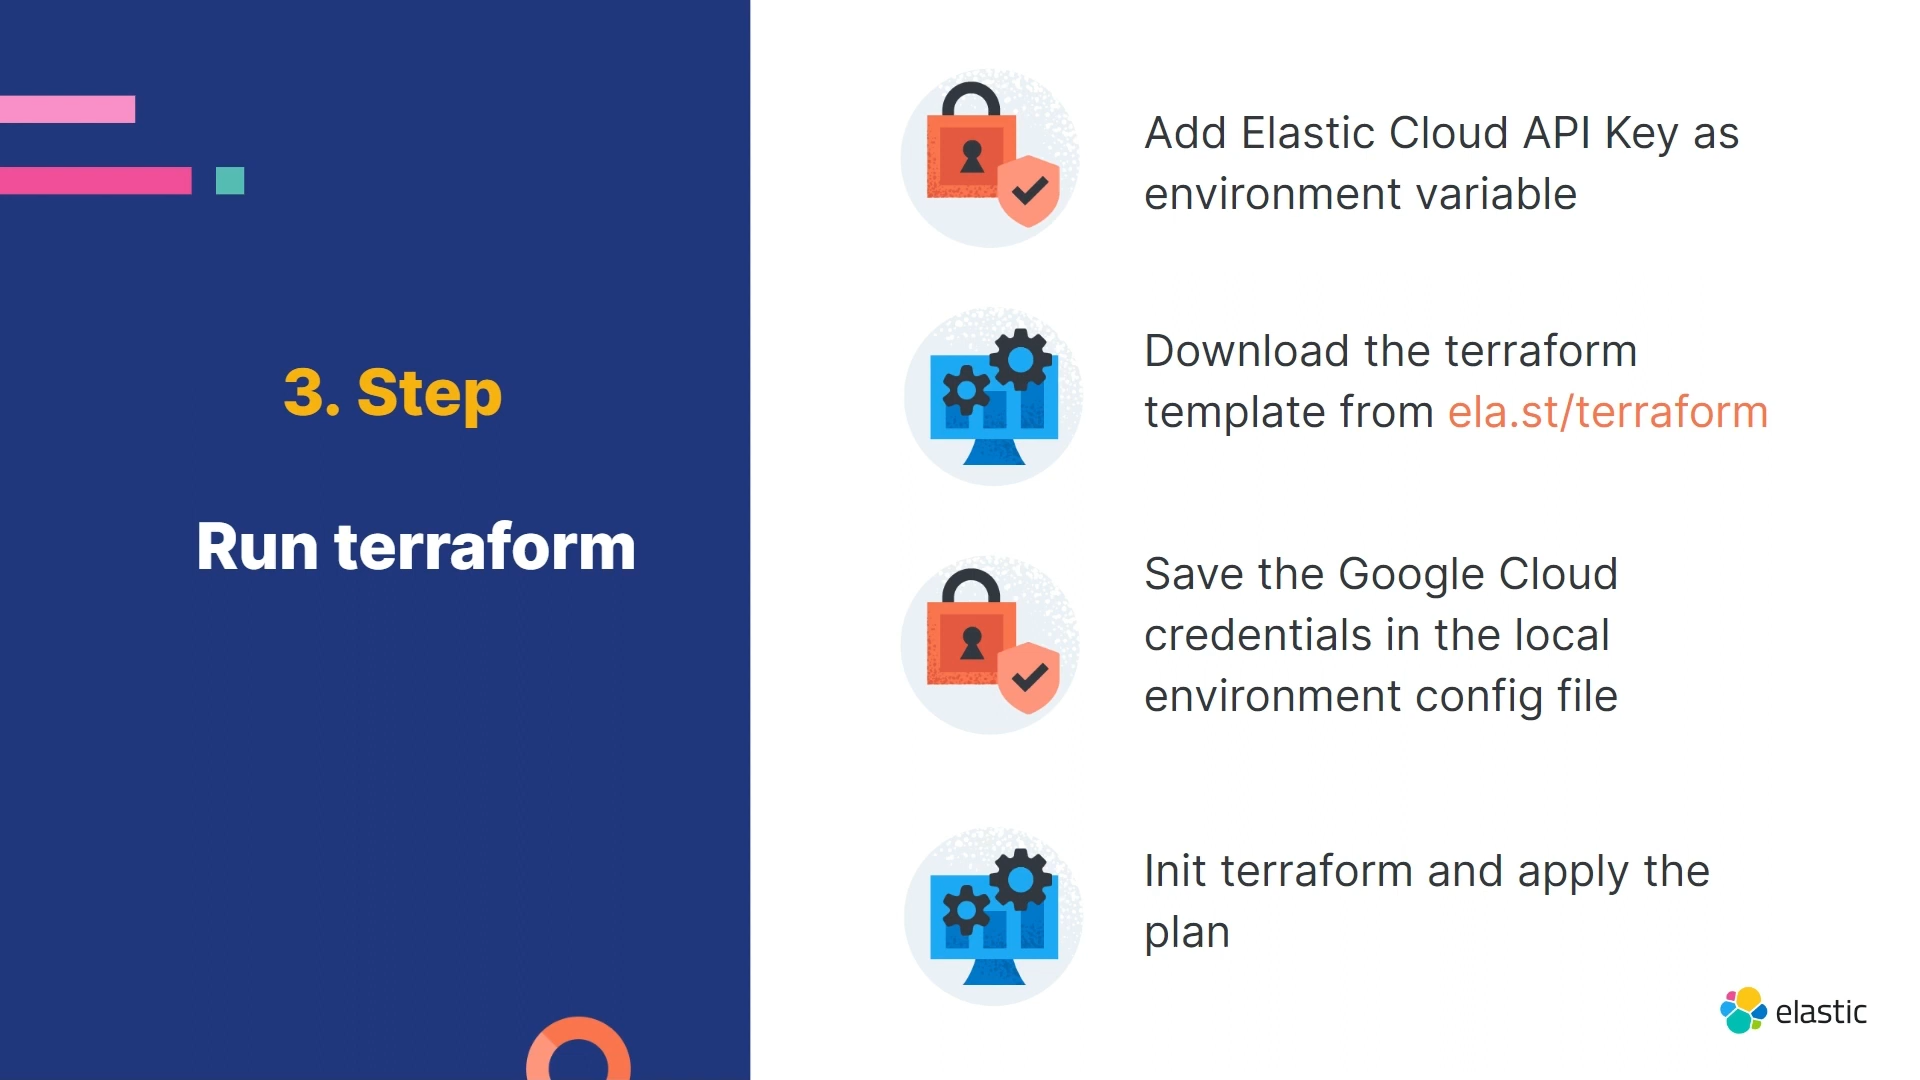 3. Step
Run terraform
Add Elastic Cloud API Key as
environment variable
Download the terraform
template from ela.st/terraform
Save the Google Cloud
credentials in the local
environment config file
Init terraform and apply the
plan
elastic